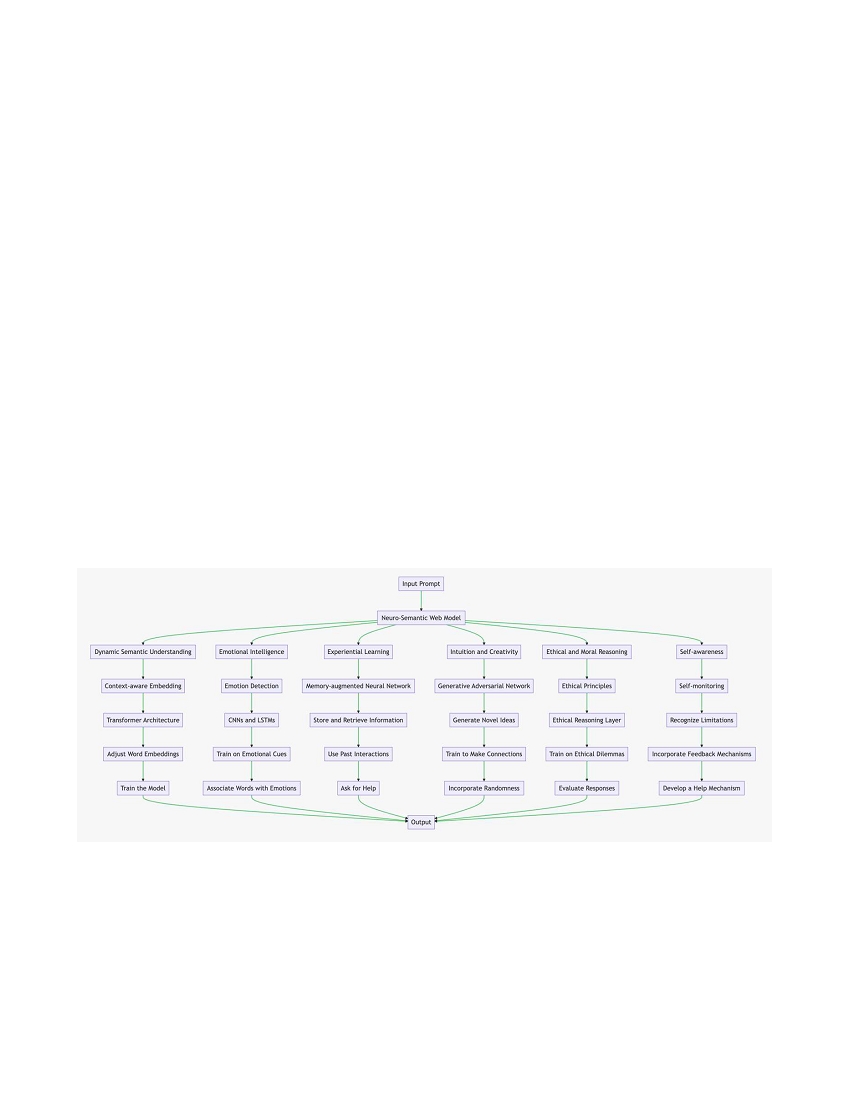 Input Prompt
Neuro-Semantic Web Model
Dynamic Semantic Understanding
Emotional Intelligence
Experiential Learning
Intuition and Creativity
Ethical and Moral Reasoning
Self-awareness
Context-aware Embedding
Emotion Detection
Memory-augmented Neural Network
Generative Adversarial Network
Ethical Principles
Self-monitoring
Transformer Architecture
CNNs and LSTMs
Store and Retrieve Information
Generate Novel Ideas
Ethical Reasoning Layer
Recognize Limitations
Adjust Word Embeddings
Train on Emotional Cues
Use Past Interactions
Train to Make Connections
Train on Ethical Dilemmas
Incorporate Feedback Mechanisms
Train the Model
Associate Words with Emotions
Ask for Help
Incorporate Randomness
Evaluate Responses
Develop a Help Mechanism
Output